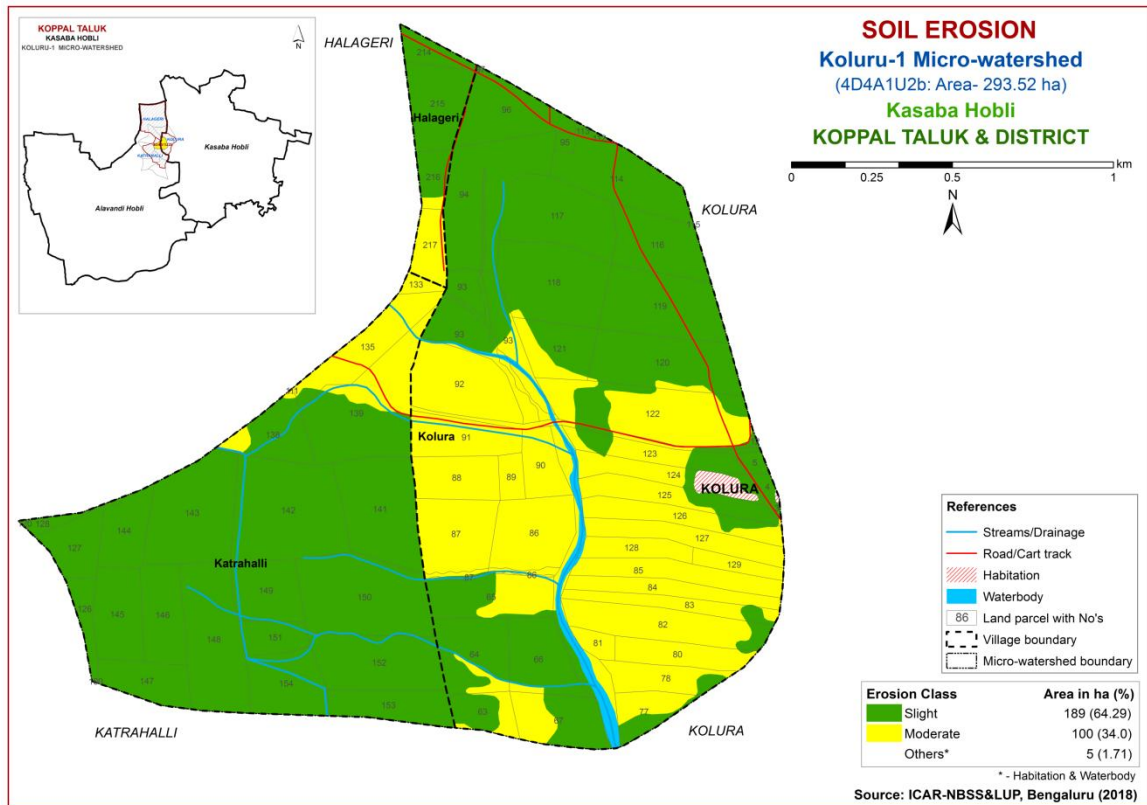 KOPPAL TALUK
KASABA HOBLI
KOLURU-1 MICRO-WATERSHED
N
HALAGERI
KOLURA
KATRAHALLI
Kasaba Hobli
Alavandi Hobli
SOIL EROSION
Koluru-1 Micro-watershed
(4D4A1U2b: Area- 293.52 ha)
Kasaba Hobli
KOPPAL TALUK & DISTRICT
km
0 0.25 0.5 1
N
HALAGERI
214
215
96
Halageri
95
114
216
94
KOLURA
117
217
116
133
93
118
119
93
93
135
121
120
92
139
122
138
Kolura
91
123
90
88
89
124
5
4
KOLURA
125
143
142
141
126
144
127
87
86
127
128
Katrahalli
129
85
84
149
150
65
83
145
146
82
148
151
81
64
66
80
152
78
147
154
153
63
67
77
KATRAHALLI
KOLURA
References
Streams/Drainage
Road/Cart track
Habitation
Waterbody
86 Land parcel with No's
Village boundary
Micro-watershed boundary
Erosion Class Area in ha (%)
Slight 189 (64.29)
Moderate 100 (34.0)
Others* 5 (1.71)
* - Habitation & Waterbody
Source: ICAR-NBSS&LUP, Bengaluru (2018)